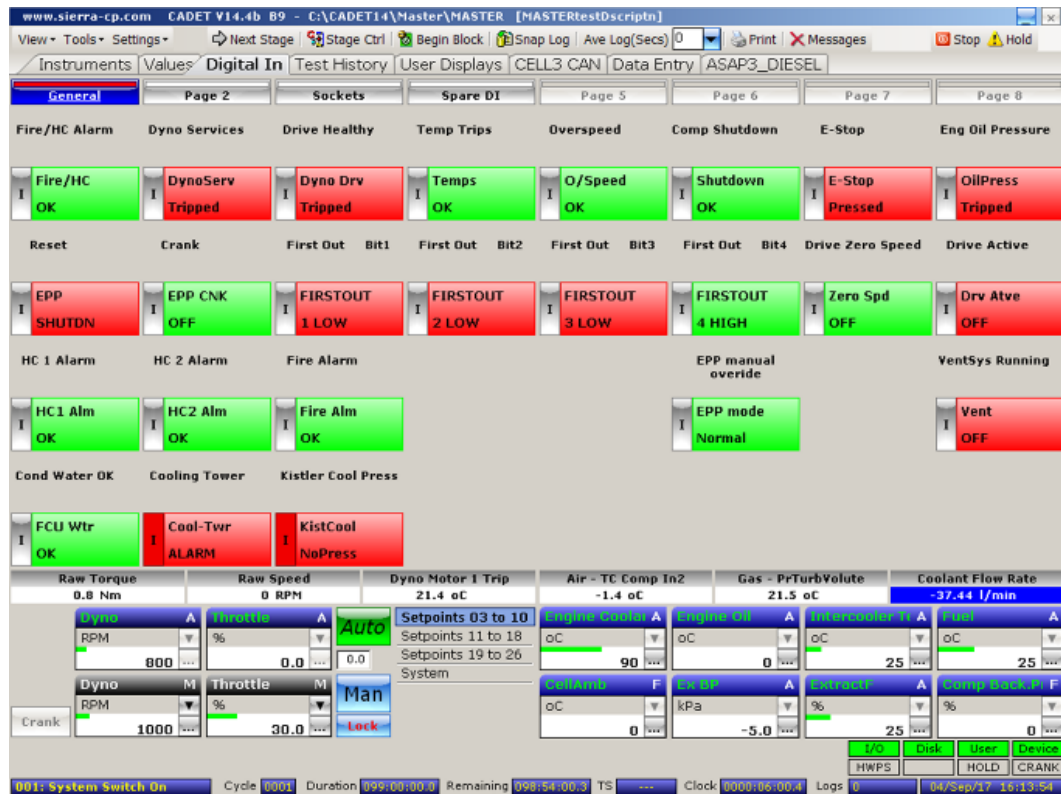 www.sierra-cp.com CADET V14.4b B9 - C:\CADET14\Master\MASTER [MASTERtestDscriptn]
View Tools Settings Next Stage Stage Ctrl Begin Block Snap Log Ave Log(Secs) 0 Print Messages Stop Hold
Instruments Values Digital In Test History User Displays CELL3 CAN Data Entry ASAP3_DIESEL
General Page 2 Sockets Spare DI Page 5 Page 6 Page 7 Page 8
Fire/HC Alarm Dyno Services Drive Healthy Temp Trips Overspeed Comp Shutdown E-Stop Eng Oil Pressure
I Fire/HC I DynoServ I Dyno Drv I Temps I O/Speed I Shutdown I E-Stop I OilPress
OK Tripped Tripped OK OK OK Pressed Tripped
Reset Crank First Out Bit1 First Out Bit2 First Out Bit3 First Out Bit4 Drive Zero Speed Drive Active
I EPP I EPP CNK I FIRSTOUT I FIRSTOUT I FIRSTOUT I FIRSTOUT I Zero Spd I Drv Atve
SHUTDN OFF 1 LOW 2 LOW 3 LOW 4 HIGH OFF OFF
HC 1 Alarm HC 2 Alarm Fire Alarm EPP manual VentSys Running
overide
I HC1 Alm I HC2 Alm I Fire Alm I EPP mode I Vent
OK OK OK Normal OFF
Cond Water OK Cooling Tower Kistler Cool Press
I FCU Wtr I Cool-Twr I KistCool
OK ALARM NoPress
Raw Torque Raw Speed Dyno Motor 1 Trip Air - TC Comp In2 Gas - PrTurbVolute Coolant Flow Rate
0.8 Nm 0 RPM 21.4 oC -1.4 oC 21.5 oC -37.44 l/min
Dyno A Throttle A Auto Setpoints 03 to 10 Engine Coolai A Engine Oil A Intercooler Te A Fuel A
RPM % Setpoints 11 to 18 oC oC oC oC
800 ... 0.0 ... 0.0 Setpoints 19 to 26 90 ... 0 ... 25 ... 25 ...
System
Dyno M Throttle M Man CellAmb F Ex BP A ExtractF A Comp Back.Pr F
RPM % oC kPa % %
Crank 1000 ... 30.0 ... Lock 0 ... -5.0 ... 25 ... 0 ...
I/O Disk User Device
HWPS HOLD CRANK
001: System Switch On Cycle 0001 Duration 099:00:00.0 Remaining 098:54:00.3 TS --- Clock 0000:06:00.4 Logs 0 04/Sep/17 16:13:54